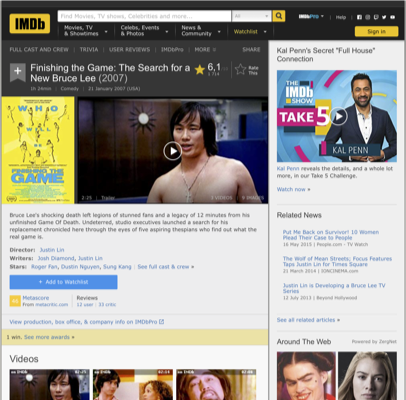 IMDb
Find Movies, TV shows, Celebrities and more...
All
IMDbPro
Help
Movies, TV & Showtimes
Celebs, Events & Photos
News & Community
Watchlist
Sign in
FULL CAST AND CREW | TRIVIA | USER REVIEWS | IMDbPro | MORE
SHARE
Finishing the Game: The Search for a New Bruce Lee (2007)
6,1
Rate This
1h 24min | Comedy | 21 January 2007 (USA)
FINISHING THE GAME
2:25 | Trailer
Bruce Lee's shocking death left legions of stunned fans and a legacy of 12 minutes from his
unfinished Game Of Death. Undeterred, studio executives launched a search for his
replacement chronicled here through the eyes of five aspiring thespians who find out what the
real game is.
Director: Justin Lin
Writers: Josh Diamond, Justin Lin
Stars: Roger Fan, Dustin Nguyen, Sung Kang | See full cast & crew »
+ Add to Watchlist
Metascore
From metacritic.com
Reviews
12 user | 33 critic
View production, box office, & company info on IMDbPro
1 win. See more awards »
Videos
Kal Penn's Secret "Full House"
Connection
THE IMDb SHOW
TAKE 5
KAL PENN
Kal Penn reveals the details, and a whole lot
more, in our Take 5 Challenge.
Watch now »
Related News
Put Me Back on Survivor! 10 Women
Plead Their Case to People
16 May 2013 | People.com - TV Watch
The Wolf of Mean Streets; Focus Features
Taps Justin Lin for Times Square
21 March 2014 | IONCINEMA.com
Justin Lin is Developing a Bruce Lee TV
Series
12 July 2013 | Beyond Hollywood
See all related articles »
Around The Web
Powered by ZergNet